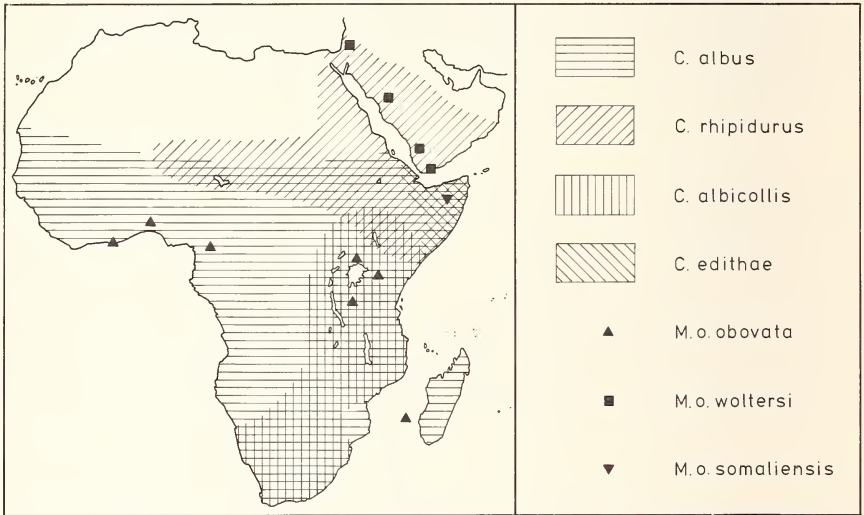 C. albus
C. rhipidurus
C. albicollis
C. edithae
M.o. obovata
M.o. woltersi
M.o. somaliensis